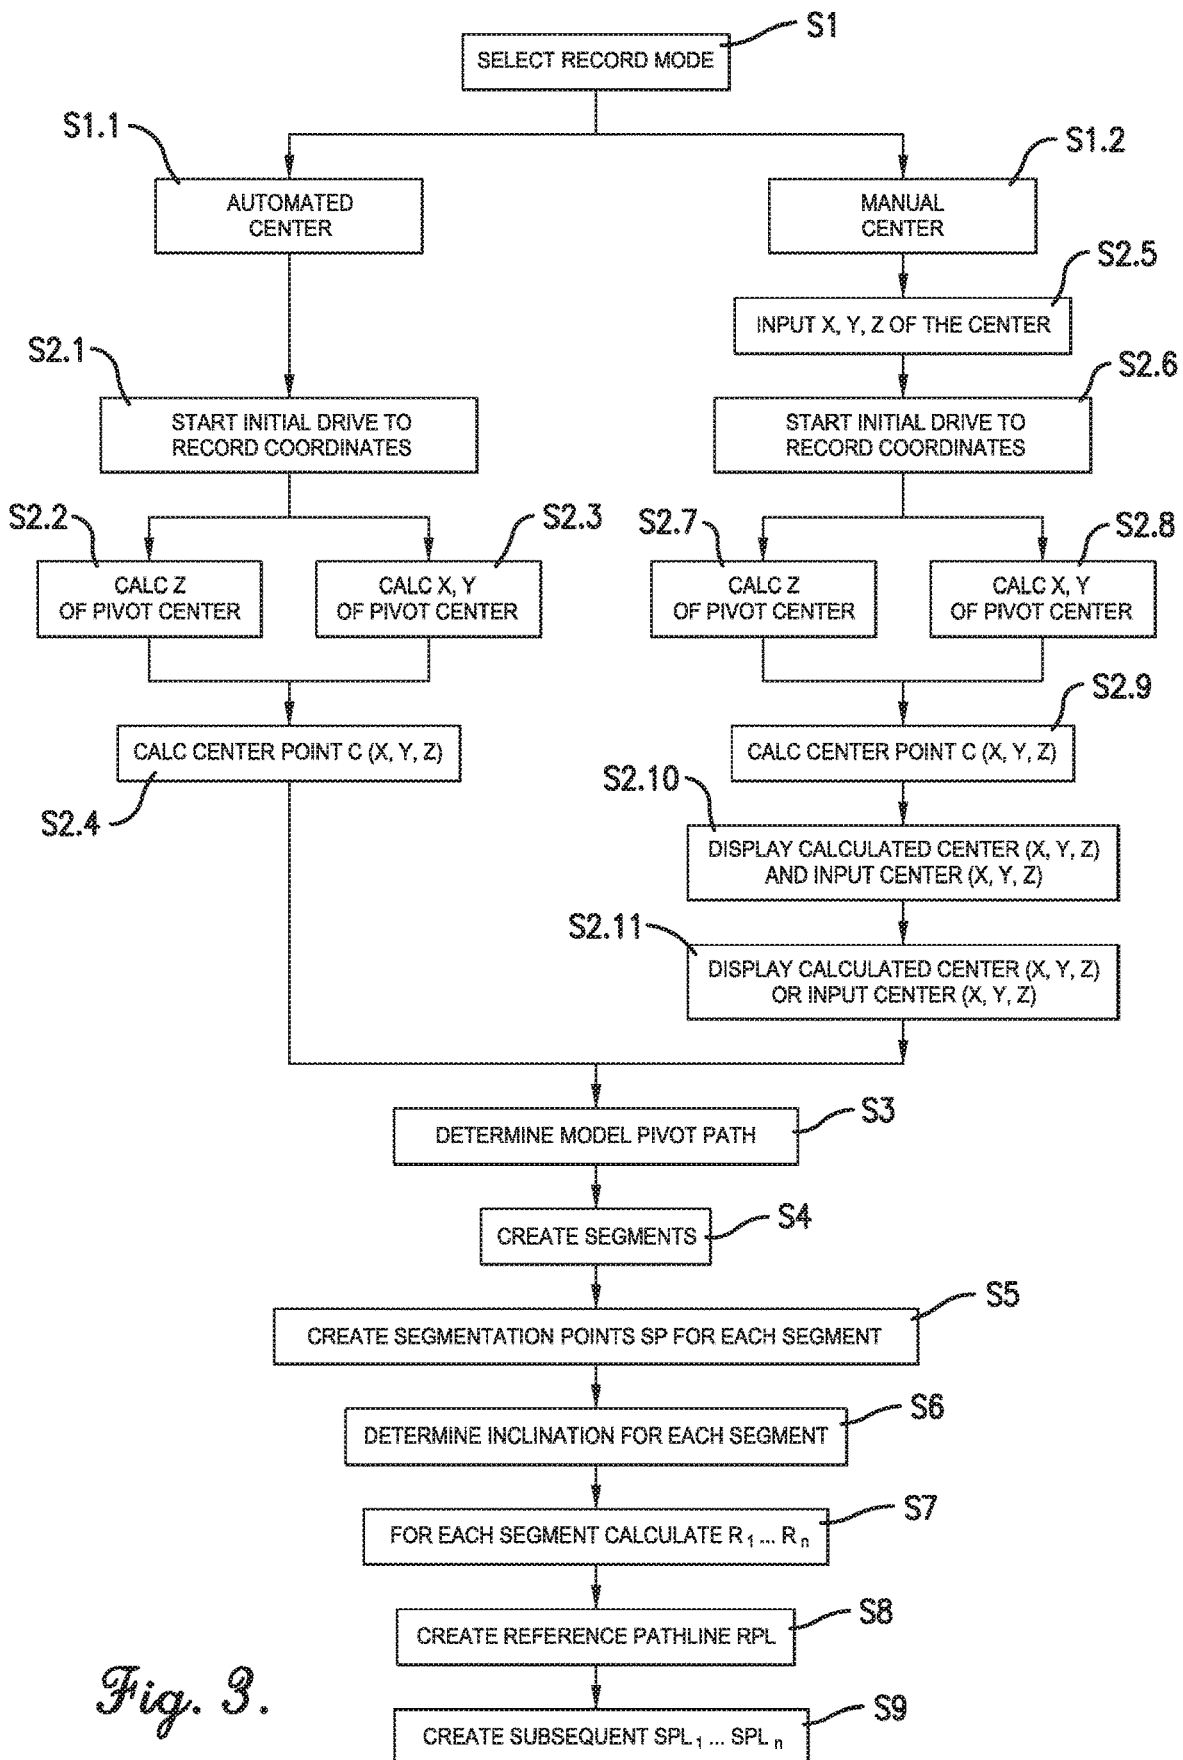 S1
SELECT RECORD MODE
S1.1
S1.2
AUTOMATED
CENTER
MANUAL
CENTER
S2.5
INPUT X, Y, Z OF THE CENTER
S2.1
S2.6
START INITIAL DRIVE TO
RECORD COORDINATES
START INITIAL DRIVE TO
RECORD COORDINATES
S2.2
S2.3
S2.7
S2.8
CALC Z
OF PIVOT CENTER
CALC X, Y
OF PIVOT CENTER
CALC Z
OF PIVOT CENTER
CALC X, Y
OF PIVOT CENTER
S2.9
CALC CENTER POINT C (X, Y, Z)
CALC CENTER POINT C (X, Y, Z)
S2.4
S2.10
DISPLAY CALCULATED CENTER (X, Y, Z)
AND INPUT CENTER (X, Y, Z)
S2.11
DISPLAY CALCULATED CENTER (X, Y, Z)
OR INPUT CENTER (X, Y, Z)
S3
DETERMINE MODEL PIVOT PATH
S4
CREATE SEGMENTS
S5
CREATE SEGMENTATION POINTS SP FOR EACH SEGMENT
S6
DETERMINE INCLINATION FOR EACH SEGMENT
S7
FOR EACH SEGMENT CALCULATE R1 ... Rn
S8
CREATE REFERENCE PATHLINE RPL
S9
CREATE SUBSEQUENT SPL1 ... SPLn
Fig. 3.